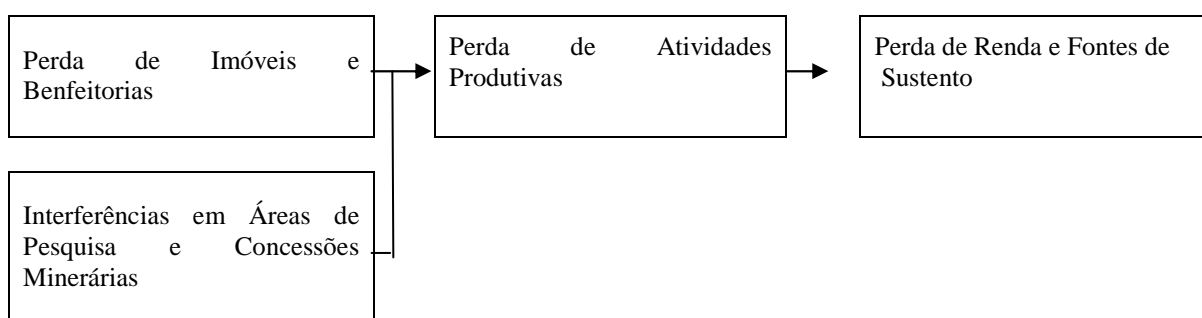 Perda de Imóveis e
Benfeitorias
Perda de Atividades
Produtivas
Perda de Renda e Fontes de
Sustento
Interferências em Áreas de
Pesquisa e Concessões
Minerárias